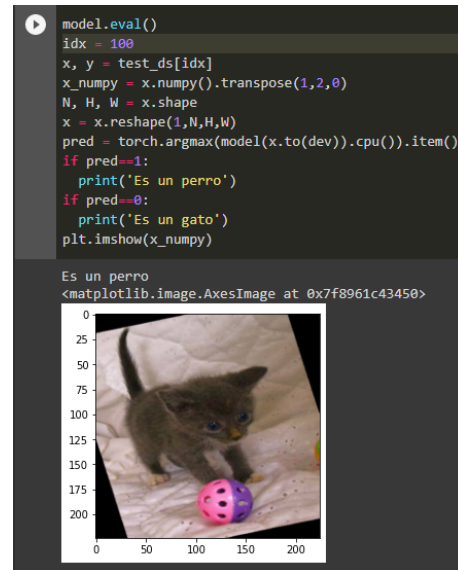 model.eval()
idx = 100
x, y = test_ds[idx]
x_numpy = x.numpy().transpose(1,2,0)
N, H, W = x.shape
x = x.reshape(1,N,H,W)
pred = torch.argmax(model(x.to(dev)).cpu()).item()
if pred==1:
  print('Es un perro')
if pred==0:
  print('Es un gato')
plt.imshow(x_numpy)
Es un perro
<matplotlib.image.AxesImage at 0x7f8961c43450>
0
25
50
75
100
125
150
175
200
0 50 100 150 200